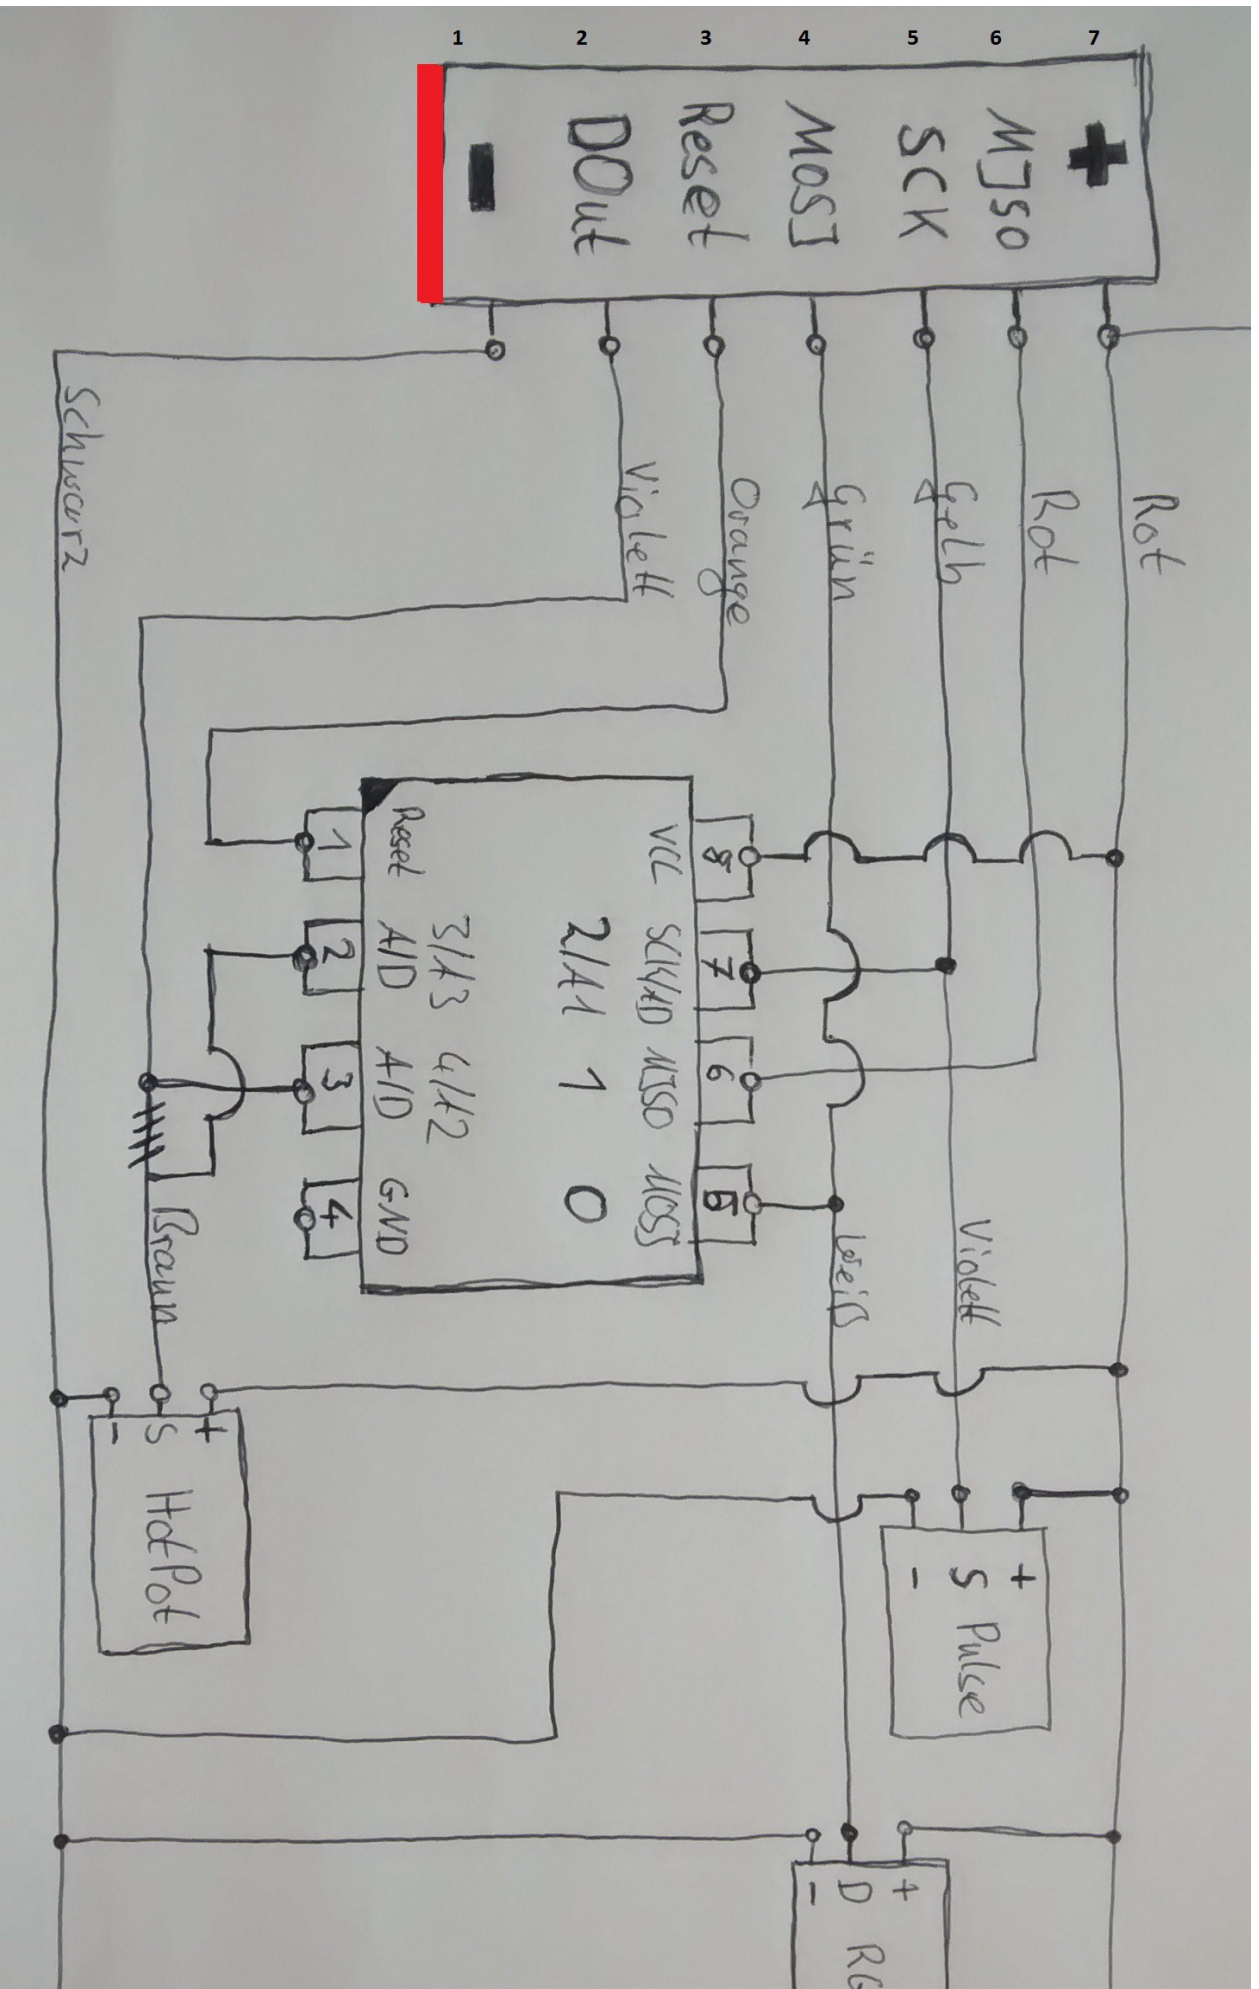 1 2 3 4 5 6 7
-
DOut
Reset
MOSI
SCK
MISO
+
Schwarz
Violett
Orange
Grün
Gelb
Rot
Rot
1
2
3
4
Reset
A/D
A/D
GND
3/A3
4/A2
2/A1
1
0
VCC
SCK/AD
MISO
MOSI
8
7
6
5
Braun
Weiß
Violett
- S +
HotPot
- S +
Pulse
- D +